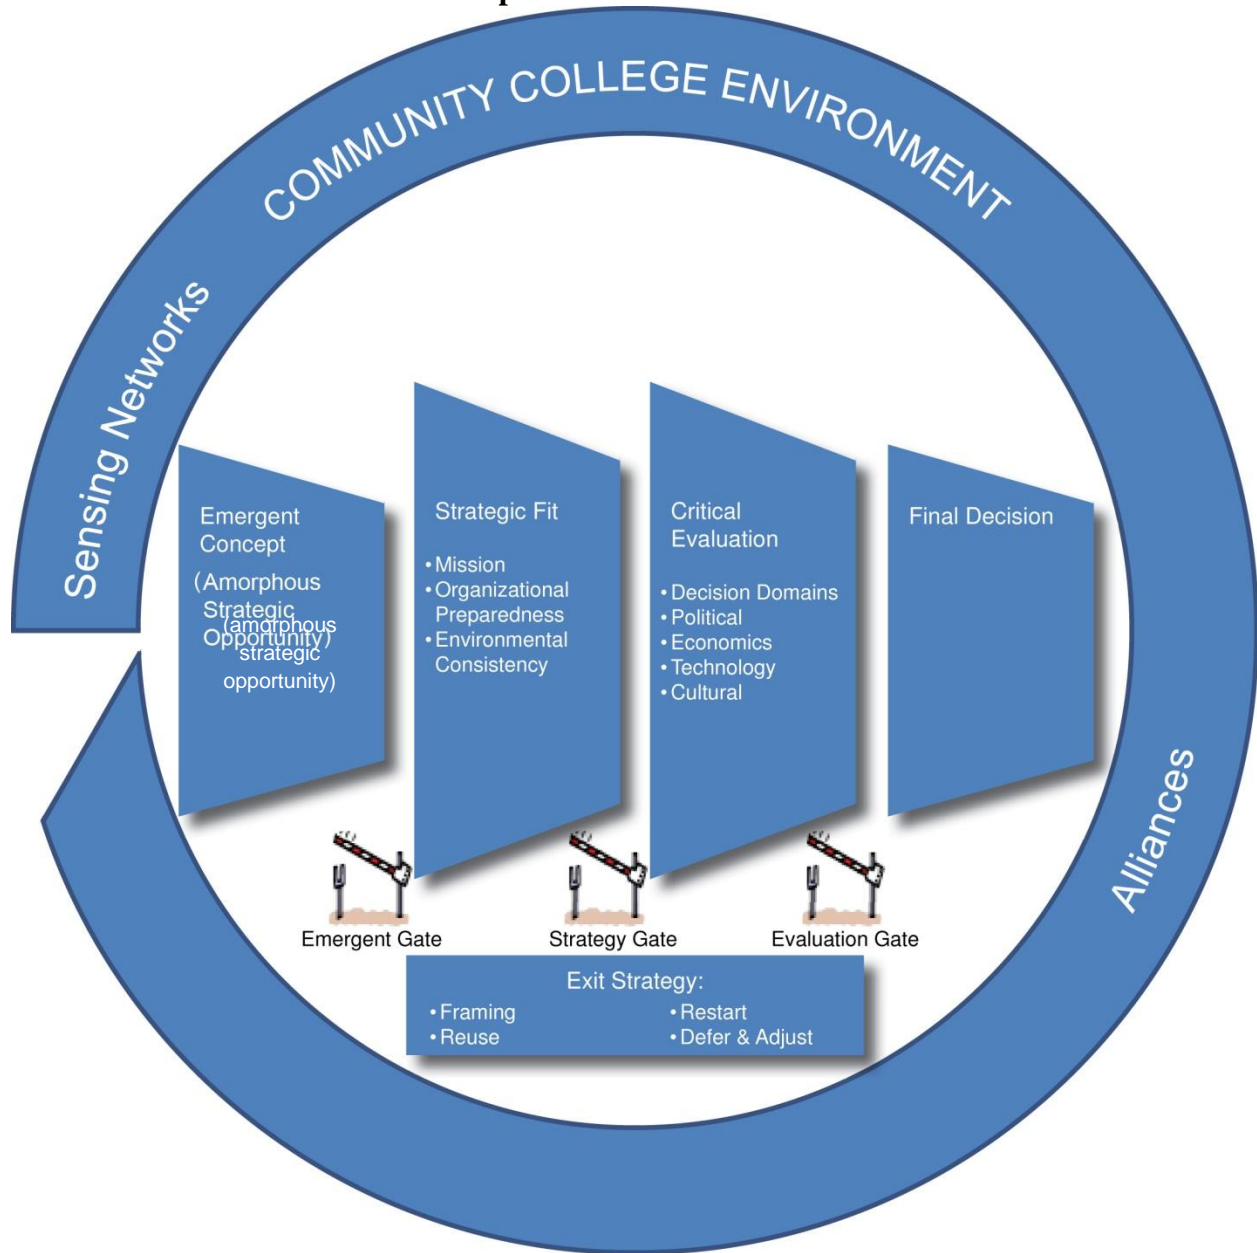 COMMUNITY COLLEGE ENVIRONMENT
Sensing Networks
Alliances
Emergent
Concept
(Amorphous
Strategic
Opportunity)
(amorphous
strategic
opportunity)
Strategic Fit
• Mission
• Organizational
Preparedness
• Environmental
Consistency
Critical
Evaluation
• Decision Domains
• Political
• Economics
• Technology
• Cultural
Final Decision
Emergent Gate
Strategy Gate
Evaluation Gate
Exit Strategy:
• Framing
• Reuse
• Restart
• Defer & Adjust